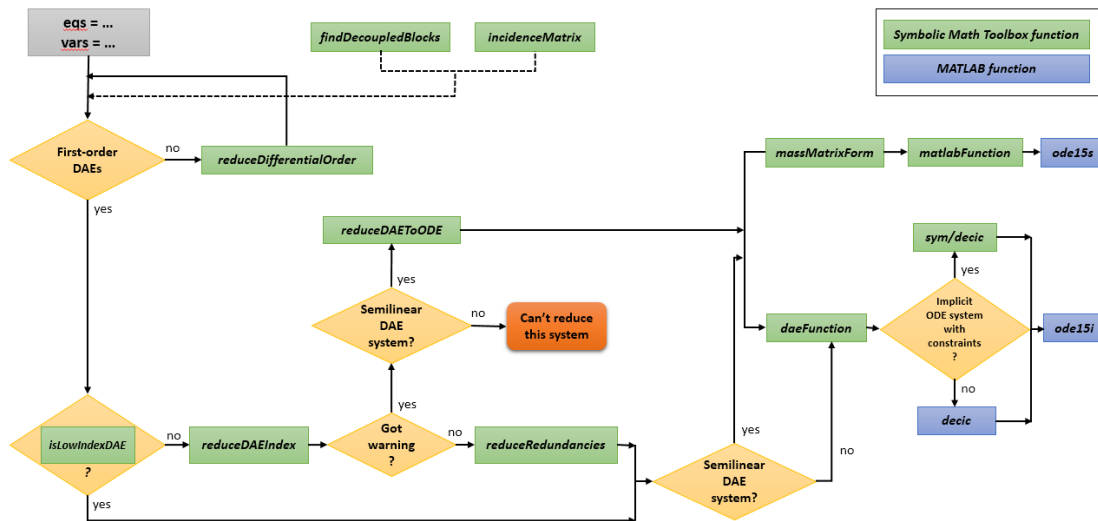 eqs = ...
vars = ...
findDecoupledBlocks
incidenceMatrix
Symbolic Math Toolbox function
MATLAB function
First-order
DAEs
no
reduceDifferentialOrder
yes
massMatrixForm
matlabFunction
ode15s
reduceDAEToODE
sym/decic
yes
yes
Semilinear
DAE
system?
no
Can't reduce
this system
daeFunction
Implicit
ODE system
with
constraints
?
ode15i
no
decic
yes
isLowIndexDAE
?
no
reduceDAEIndex
Got
warning
?
no
reduceRedundancies
yes
Semilinear
DAE
system?
no
yes